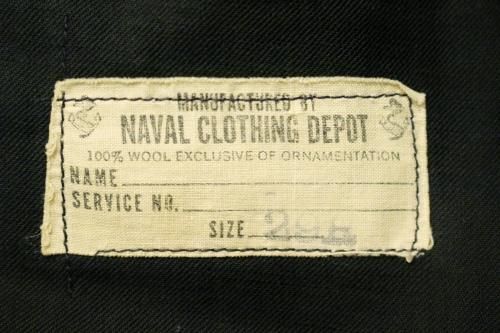 MANUFACTURED BY
NAVAL CLOTHING DEPOT
100% WOOL EXCLUSIVE OF ORNAMENTATION
NAME
SERVICE NO.
SIZE